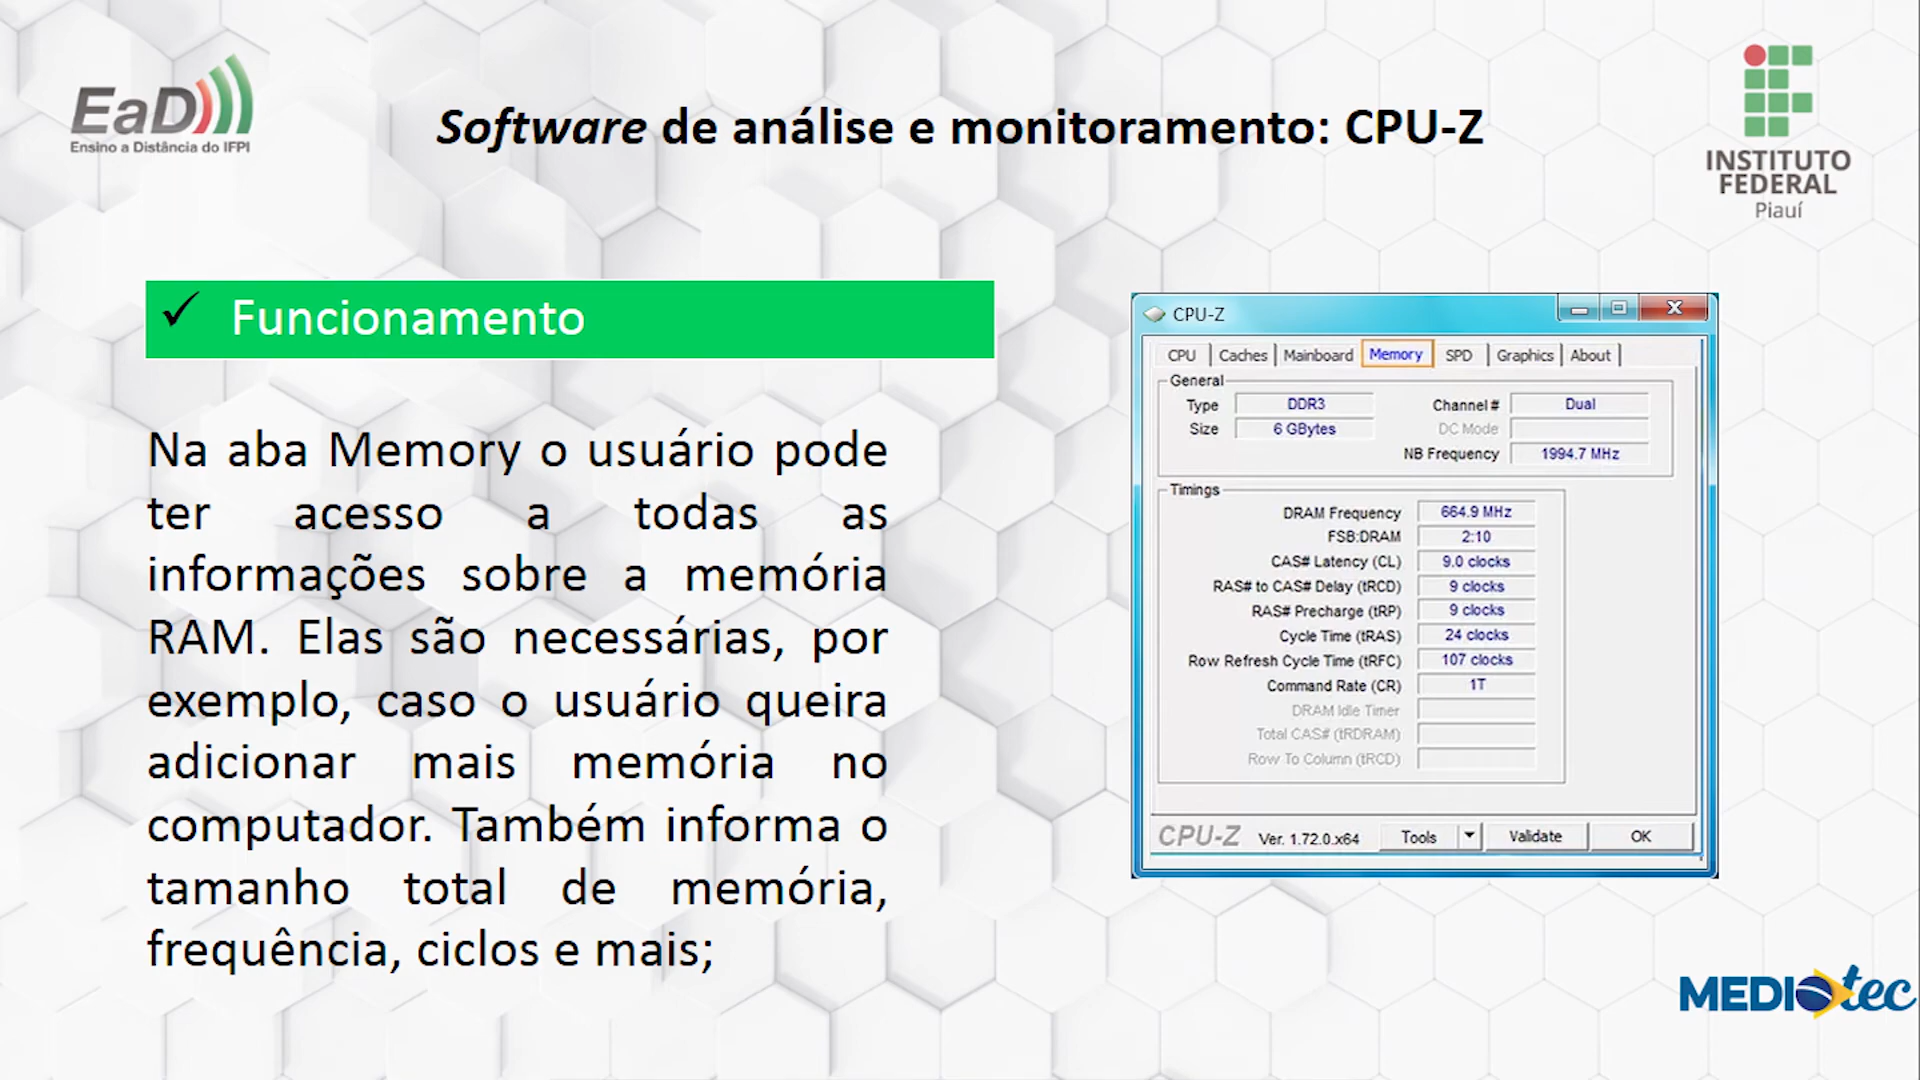 EaD
Ensino a Distância do IFPI
Software de análise e monitoramento: CPU-Z
INSTITUTO
FEDERAL
Piauí
✓ Funcionamento
Na aba Memory o usuário pode
ter acesso a todas as
informações sobre a memória
RAM. Elas são necessárias, por
exemplo, caso o usuário queira
adicionar mais memória no
computador. Também informa o
tamanho total de memória,
frequência, ciclos e mais;
CPU-Z
CPU Caches Mainboard Memory SPD Graphics About
General
Type DDR3 Channel # Dual
Size 6 GBytes DC Mode
NB Frequency 1994.7 MHz
Timings
DRAM Frequency 664.9 MHz
FSB:DRAM 2:10
CAS# Latency (CL) 9.0 clocks
RAS# to CAS# Delay (tRCD) 9 clocks
RAS# Precharge (tRP) 9 clocks
Cycle Time (tRAS) 24 clocks
Row Refresh Cycle Time (tRFC) 107 clocks
Command Rate (CR) 1T
DRAM Idle Timer
Total CAS# (tRDRAM)
Row To Column (tRCD)
CPU-Z Ver. 1.72.0.x64 Tools Validate OK
MEDIOtec